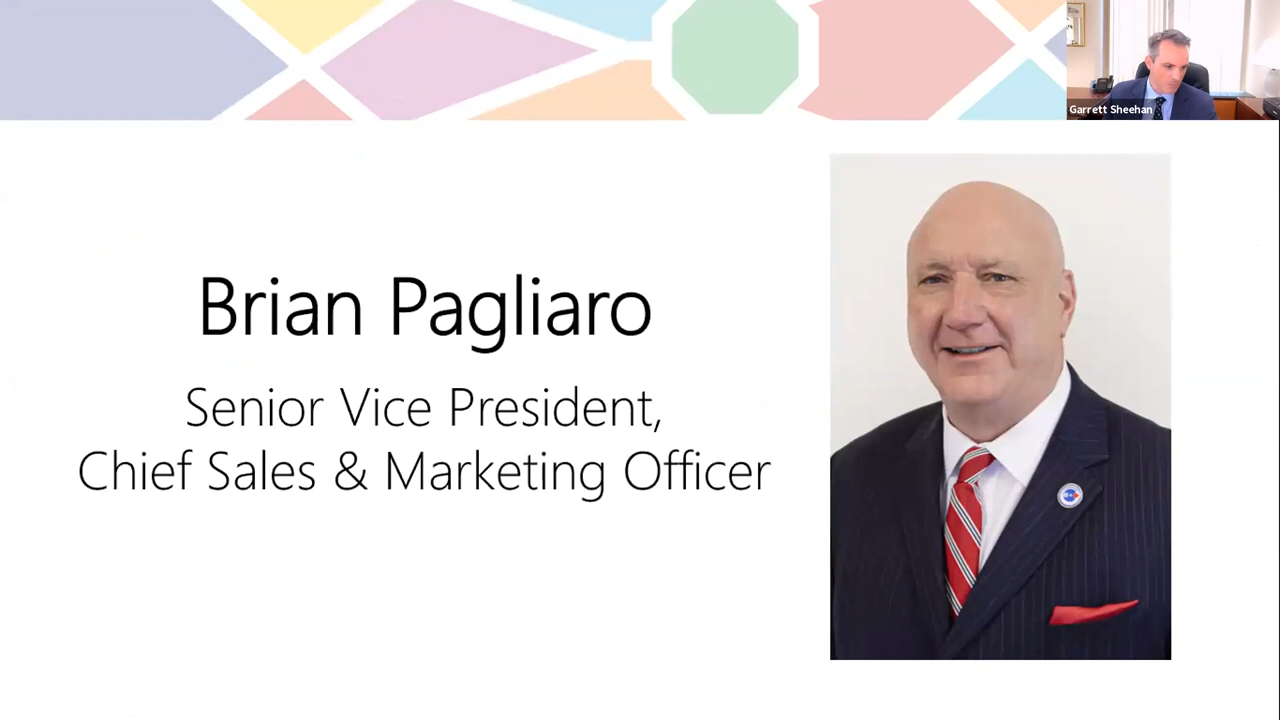 Garrett Sheehan
Brian Pagliaro
Senior Vice President,
Chief Sales & Marketing Officer